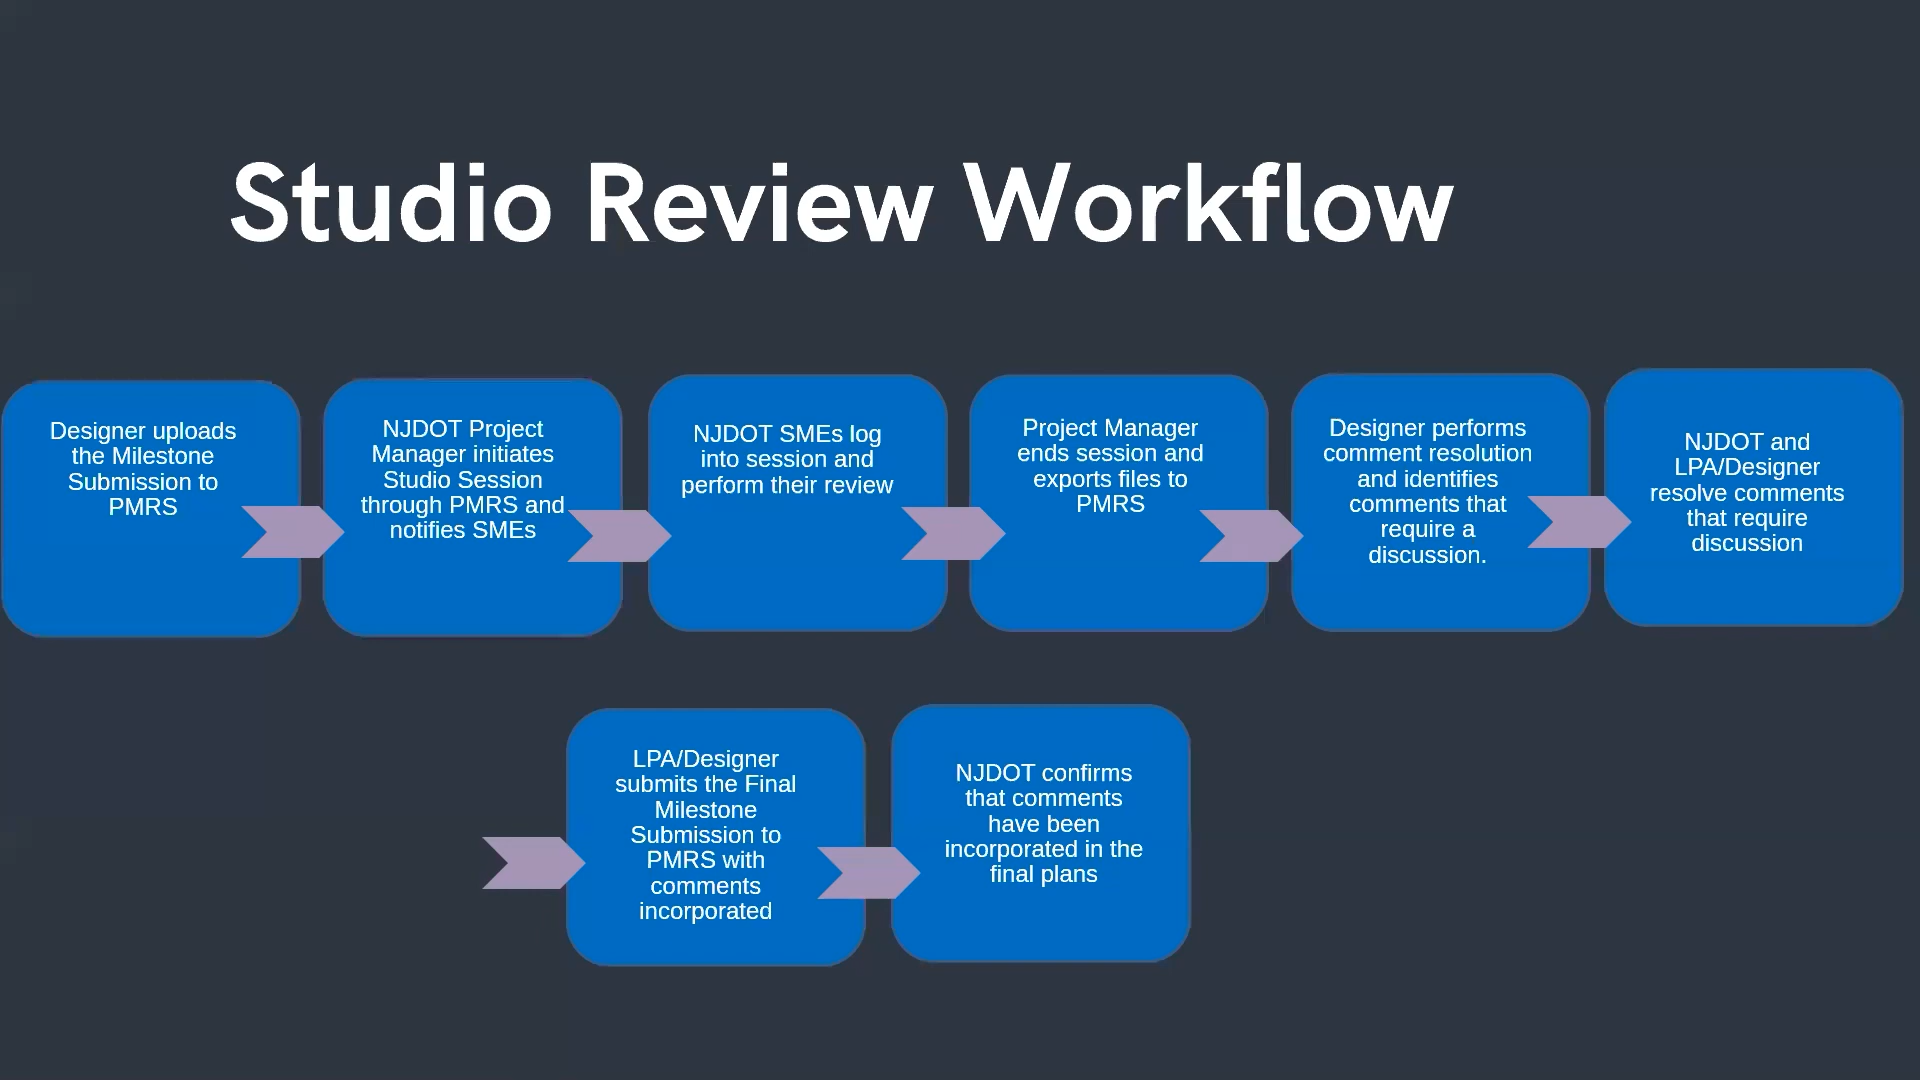 Studio Review Workflow
Designer uploads
the Milestone
Submission to
PMRS
NJDOT Project
Manager initiates
Studio Session
through PMRS and
notifies SMEs
NJDOT SMEs log
into session and
perform their review
Project Manager
ends session and
exports files to
PMRS
Designer performs
comment resolution
and identifies
comments that
require a
discussion.
NJDOT and
LPA/Designer
resolve comments
that require
discussion
LPA/Designer
submits the Final
Milestone
Submission to
PMRS with
comments
incorporated
NJDOT confirms
that comments
have been
incorporated in the
final plans